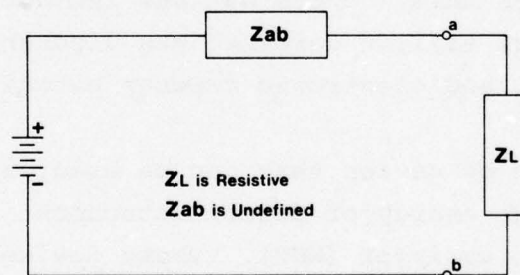 Zab
a
+
-
ZL
ZL is Resistive
Zab is Undefined
b